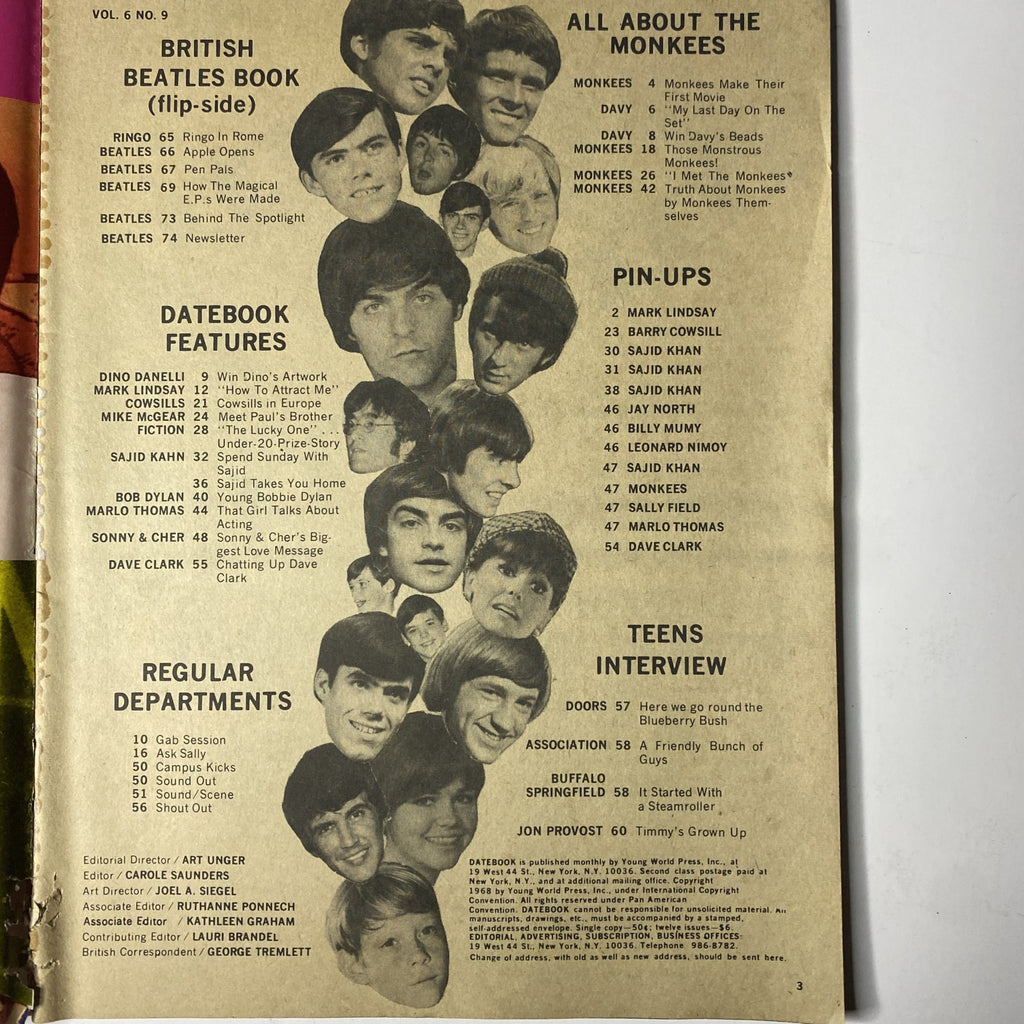 VOL. 6 NO. 9
BRITISH
BEATLES BOOK
(flip-side)
RINGO 65 Ringo In Rome
BEATLES 66 Apple Opens
BEATLES 67 Pen Pals
BEATLES 69 How The Magical
E.P.s Were Made
BEATLES 73 Behind The Spotlight
BEATLES 74 Newsletter
DATEBOOK
FEATURES
DINO DANELLI 9 Win Dino's Artwork
MARK LINDSAY 12 "How To Attract Me"
COWSILLS 21 Cowsills in Europe
MIKE McGEAR 24 Meet Paul's Brother
FICTION 28 "The Lucky One" . . .
Under-20-Prize-Story
SAJID KAHN 32 Spend Sunday With
Sajid
36 Sajid Takes You Home
BOB DYLAN 40 Young Bobbie Dylan
MARLO THOMAS 44 That Girl Talks About
Acting
SONNY & CHER 48 Sonny & Cher's Big-
gest Love Message
DAVE CLARK 55 Chatting Up Dave
Clark
REGULAR
DEPARTMENTS
10 Gab Session
16 Ask Sally
50 Campus Kicks
50 Sound Out
51 Sound/Scene
56 Shout Out
Editorial Director / ART UNGER
Editor / CAROLE SAUNDERS
Art Director / JOEL A. SIEGEL
Associate Editor / RUTHANNE PONNECH
Associate Editor / KATHLEEN GRAHAM
Contributing Editor / LAURI BRANDEL
British Correspondent / GEORGE TREMLETT
ALL ABOUT THE
MONKEES
MONKEES 4 Monkees Make Their
First Movie
DAVY 6 "My Last Day On The
Set"
DAVY 8 Win Davy's Beads
MONKEES 18 Those Monstrous
Monkees!
MONKEES 26 "I Met The Monkees"
MONKEES 42 Truth About Monkees
by Monkees Them-
selves
PIN-UPS
2 MARK LINDSAY
23 BARRY COWSILL
30 SAJID KHAN
31 SAJID KHAN
38 SAJID KHAN
46 JAY NORTH
46 BILLY MUMY
46 LEONARD NIMOY
47 SAJID KHAN
47 MONKEES
47 SALLY FIELD
47 MARLO THOMAS
54 DAVE CLARK
TEENS
INTERVIEW
DOORS 57 Here we go round the
Blueberry Bush
ASSOCIATION 58 A Friendly Bunch of
Guys
BUFFALO
SPRINGFIELD 58 It Started With
a Steamroller
JON PROVOST 60 Timmy's Grown Up
DATEBOOK is published monthly by Young World Press, Inc., at
19 West 44 St., New York, N.Y. 10036. Second class postage paid at
New York, N.Y., and at additional mailing office. Copyright
1968 by Young World Press, Inc., under International Copyright
Convention. All rights reserved under Pan American
Convention. DATEBOOK cannot be responsible for unsolicited material. All
manuscripts, drawings, etc., must be accompanied by a stamped,
self-addressed envelope. Single copy—50¢; twelve issues—$6.
EDITORIAL, ADVERTISING, SUBSCRIPTION, BUSINESS OFFICES:
19 West 44 St., New York, N.Y. 10036. Telephone 986-8782.
Change of address, with old as well as new address, should be sent here.
3